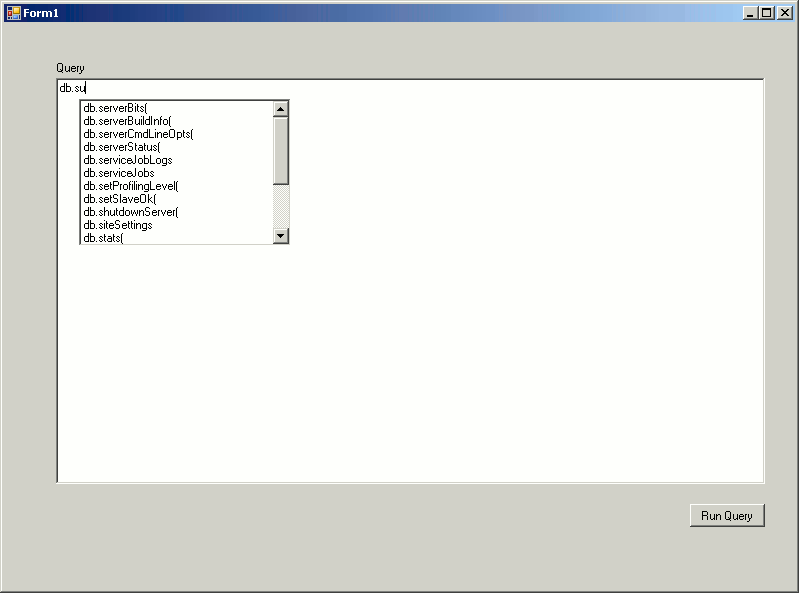 Form1
Query
db.su
db.serverBits(
db.serverBuildInfo(
db.serverCmdLineOpts(
db.serverStatus(
db.serviceJobLogs
db.serviceJobs
db.setProfilingLevel(
db.setSlaveOk(
db.shutdownServer(
db.siteSettings
db.stats(
Run Query